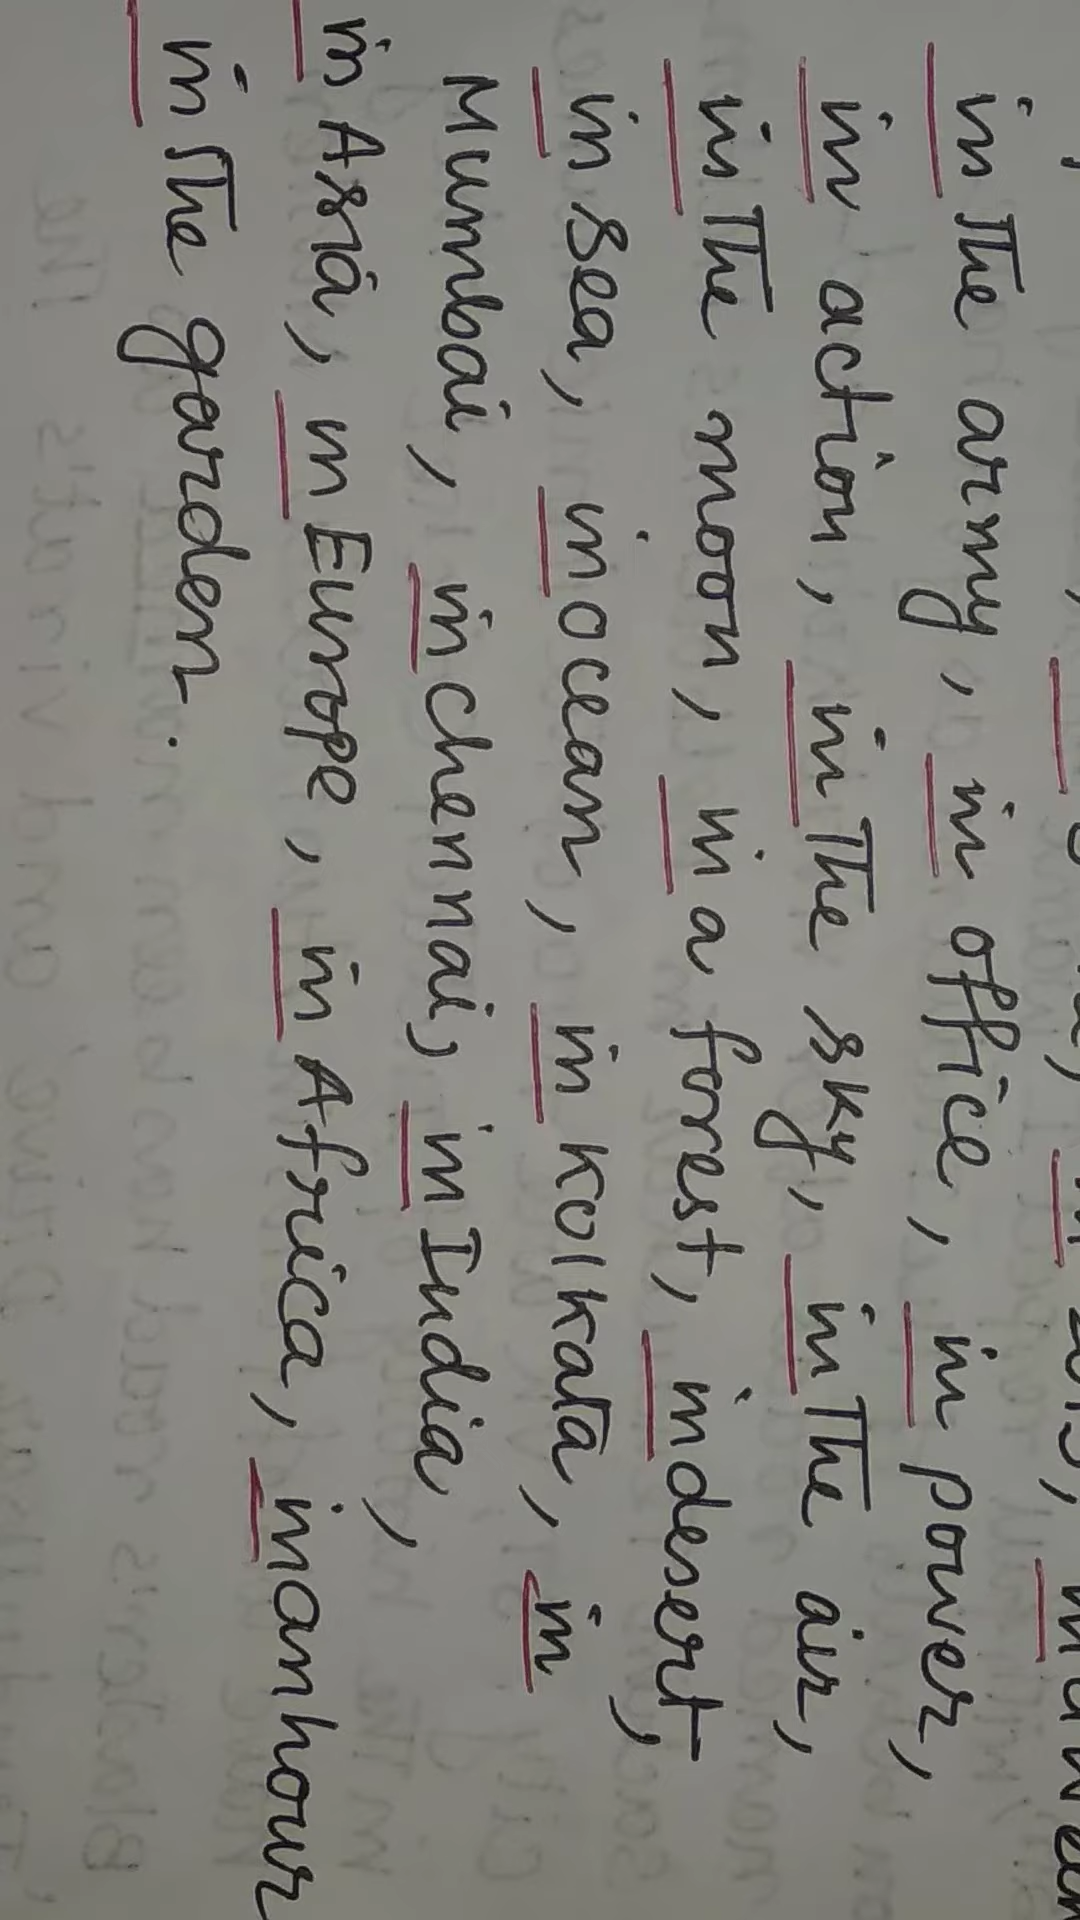 in The army, in office, in power,
in action, in The sky, in The air,
in The moon, in a forest, in desert,
in sea, in ocean, in kolkata, in
Mumbai, in chennai, in India,
in Asia, in Europe, in Africa, in an hour
in The garden.